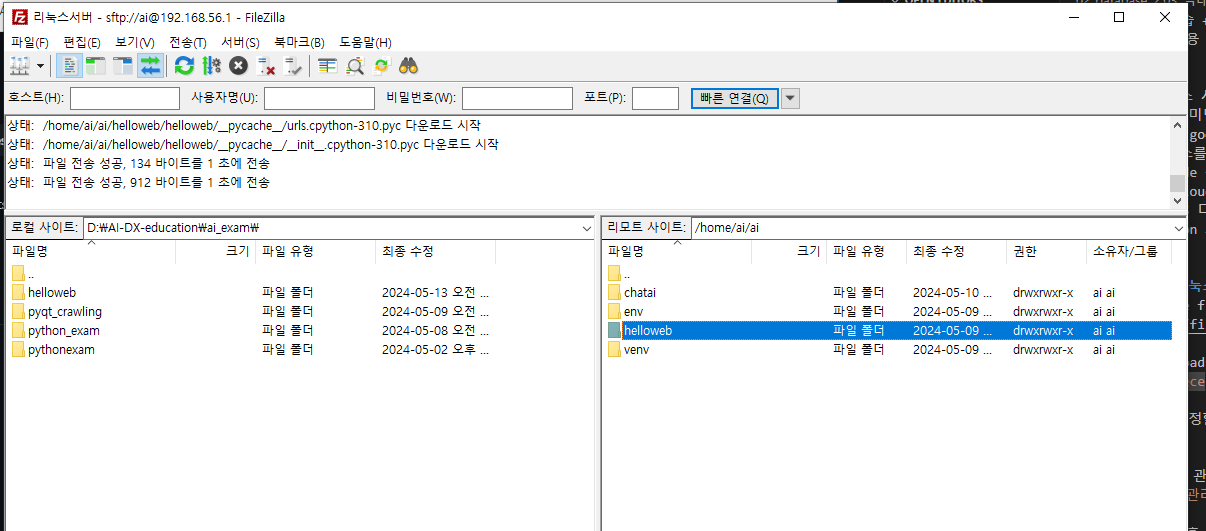 리눅스서버 - sftp://ai@192.168.56.1 - FileZilla
파일(F) 편집(E) 보기(V) 전송(T) 서버(S) 북마크(B) 도움말(H)
호스트(H): 사용자명(U): 비밀번호(W): 포트(P): 빠른 연결(Q)
상태: /home/ai/ai/helloweb/helloweb/__pycache__/urls.cpython-310.pyc 다운로드 시작
상태: /home/ai/ai/helloweb/helloweb/__pycache__/__init__.cpython-310.pyc 다운로드 시작
상태: 파일 전송 성공, 134 바이트를 1 초에 전송
상태: 파일 전송 성공, 912 바이트를 1 초에 전송
로컬 사이트: D:\AI-DX-education\ai_exam\
파일명 크기 파일 유형 최종 수정
..
helloweb 파일 폴더 2024-05-13 오전 ...
pyqt_crawling 파일 폴더 2024-05-09 오전 ...
python_exam 파일 폴더 2024-05-08 오전 ...
pythonexam 파일 폴더 2024-05-02 오후 ...
리모트 사이트: /home/ai/ai
파일명 크기 파일 유형 최종 수정 권한 소유자/그룹
..
chatai 파일 폴더 2024-05-10 ... drwxrwxr-x ai ai
env 파일 폴더 2024-05-09 ... drwxrwxr-x ai ai
helloweb 파일 폴더 2024-05-09 ... drwxrwxr-x ai ai
venv 파일 폴더 2024-05-09 ... drwxrwxr-x ai ai